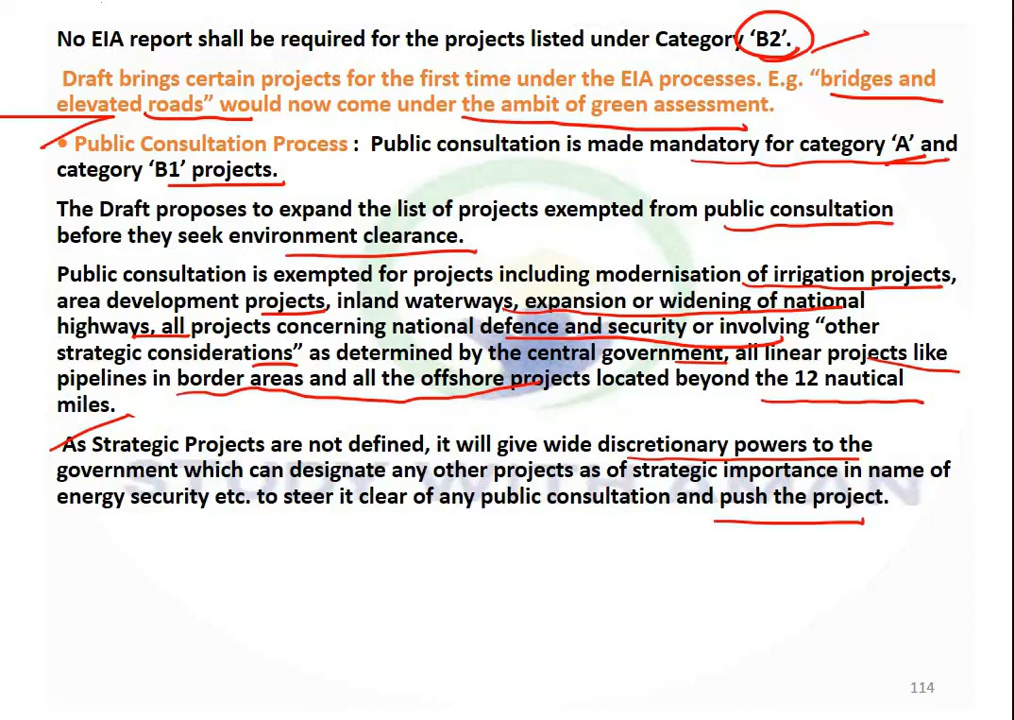 No EIA report shall be required for the projects listed under Category ‘B2’.
Draft brings certain projects for the first time under the EIA processes. E.g. “bridges and
elevated roads” would now come under the ambit of green assessment.
• Public Consultation Process : Public consultation is made mandatory for category ‘A’ and
category ‘B1’ projects.
The Draft proposes to expand the list of projects exempted from public consultation
before they seek environment clearance.
Public consultation is exempted for projects including modernisation of irrigation projects,
area development projects, inland waterways, expansion or widening of national
highways, all projects concerning national defence and security or involving “other
strategic considerations” as determined by the central government, all linear projects like
pipelines in border areas and all the offshore projects located beyond the 12 nautical
miles.
As Strategic Projects are not defined, it will give wide discretionary powers to the
government which can designate any other projects as of strategic importance in name of
energy security etc. to steer it clear of any public consultation and push the project.
STUDY WITH AMAN
114